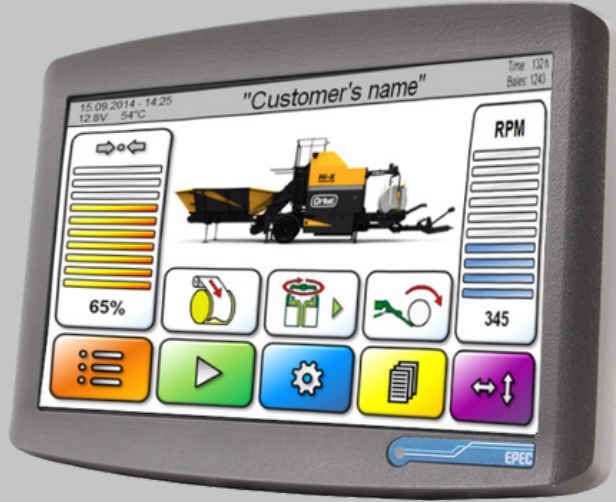 15.09.2014 - 14:25
12.8V 54°C
"Customer's name"
Time: 132h
Bales: 1243
RPM
Hi-X
Orkel
65%
345
EPEC